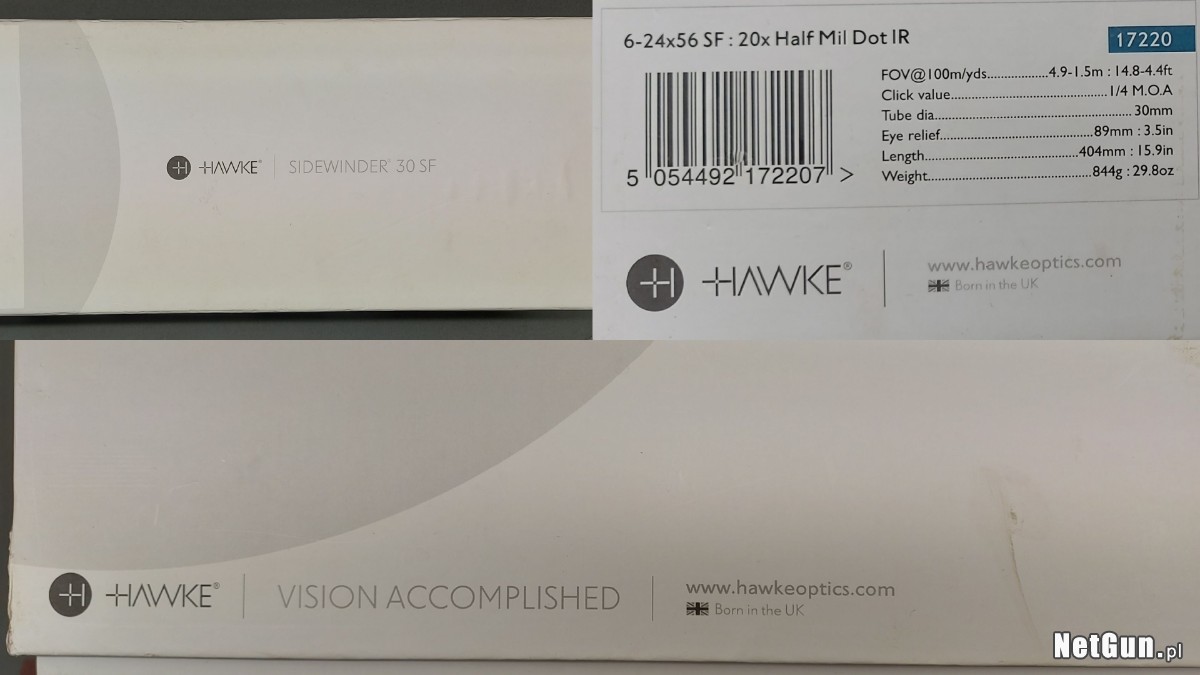 HAWKE® SIDEWINDER® 30 SF
6-24x56 SF : 20x Half Mil Dot IR
17220
FOV@100m/yds..................4.9-1.5m : 14.8-4.4ft
Click value.......................................1/4 M.O.A
Tube dia.................................................30mm
Eye relief......................................89mm : 3.5in
Length.......................................404mm : 15.9in
Weight.........................................844g : 29.8oz
5 054492 172207 >
HAWKE®
www.hawkeoptics.com
Born in the UK
HAWKE® VISION ACCOMPLISHED
www.hawkeoptics.com
Born in the UK
NetGun.pl